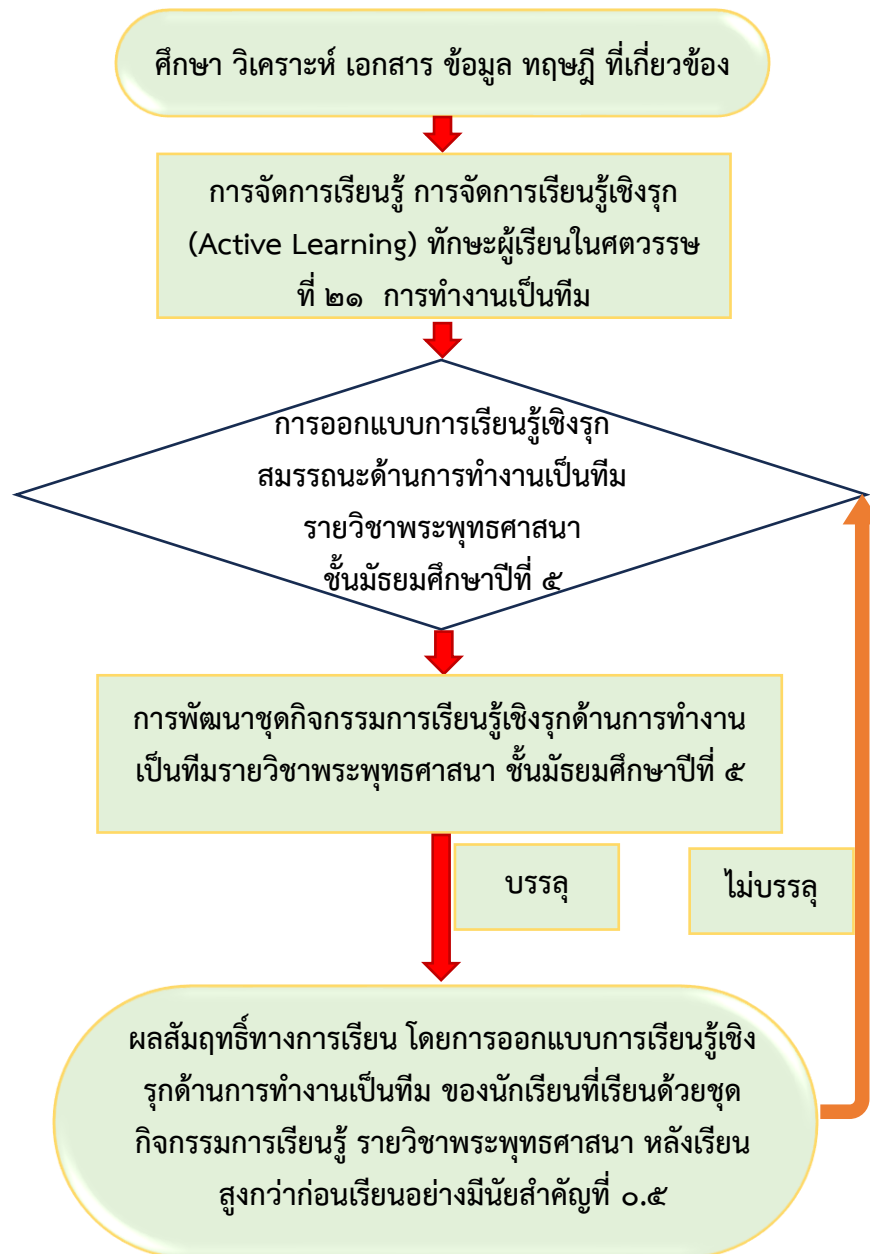 ศึกษา วิเคราะห์ เอกสาร ข้อมูล ทฤษฎี ที่เกี่ยวข้อง
การจัดการเรียนรู้ การจัดการเรียนรู้เชิงรุก
(Active Learning) ทักษะผู้เรียนในศตวรรษ
ที่ ๒๑ การทำงานเป็นทีม
การออกแบบการเรียนรู้เชิงรุก
สมรรถนะด้านการทำงานเป็นทีม
รายวิชาพระพุทธศาสนา
ชั้นมัธยมศึกษาปีที่ ๕
การพัฒนาชุดกิจกรรมการเรียนรู้เชิงรุกด้านการทำงาน
เป็นทีมรายวิชาพระพุทธศาสนา ชั้นมัธยมศึกษาปีที่ ๕
บรรลุ
ไม่บรรลุ
ผลสัมฤทธิ์ทางการเรียน โดยการออกแบบการเรียนรู้เชิง
รุกด้านการทำงานเป็นทีม ของนักเรียนที่เรียนด้วยชุด
กิจกรรมการเรียนรู้ รายวิชาพระพุทธศาสนา หลังเรียน
สูงกว่าก่อนเรียนอย่างมีนัยสำคัญที่ ๐.๕